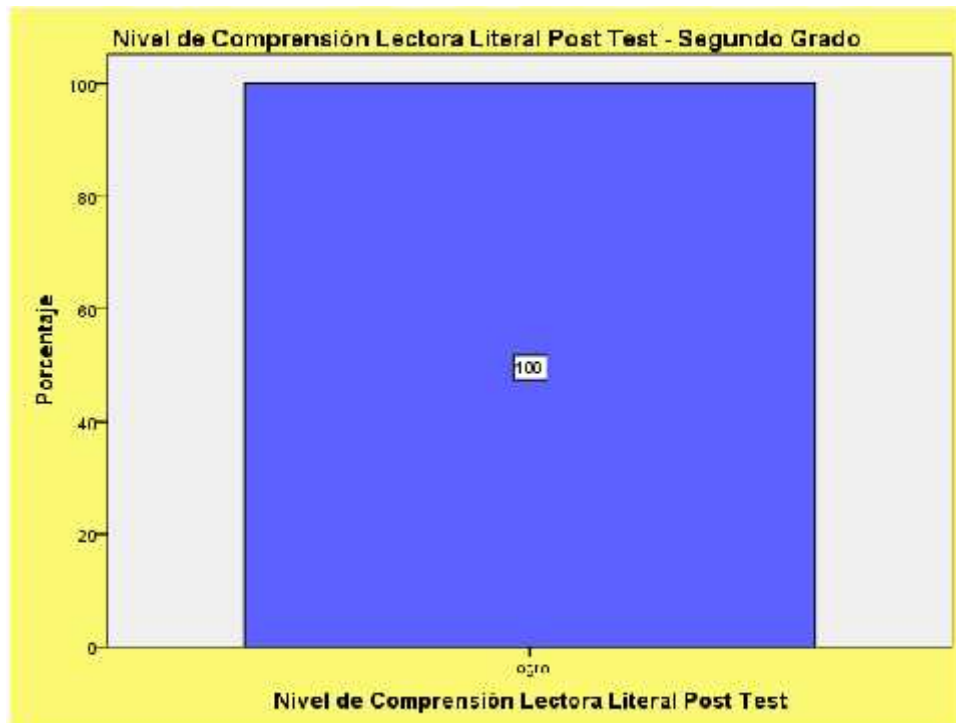 Nivel de Comprensión Lectora Literal Post Test - Segundo Grado
100
80
60
40
20
0
Porcentaje
100
ogro
Nivel de Comprensión Lectora Literal Post Test